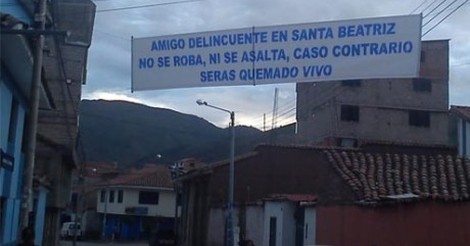 AMIGO DELINCUENTE EN SANTA BEATRIZ
NO SE ROBA, NI SE ASALTA, CASO CONTRARIO
SERAS QUEMADO VIVO